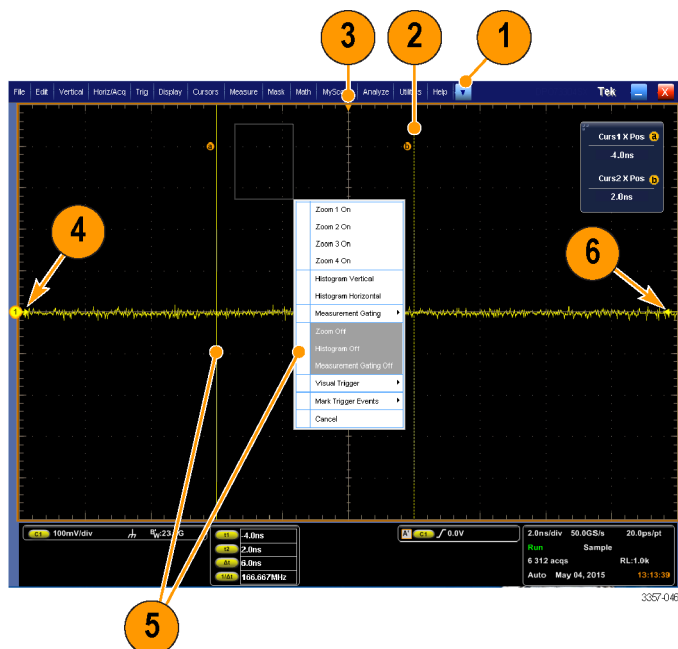 3 2 1
File Edit Vertical Horiz/Acq Trig Display Cursors Measure Mask Math Analyze Help Tek X
a b
Curs1 X Pos a
-4.0ns
Curs2 X Pos b
2.0ns
Zoom 1 On
Zoom 2 On
Zoom 3 On
Zoom 4 On
Histogram Vertical
Histogram Horizontal
Measurement Gating
Zoom Off
Histogram Off
Measurement Gating Off
Visual Trigger
Mark Trigger Events
Cancel
4 6
1
C1 100mV/div
t1 -4.0ns
t2 2.0ns
Δt 6.0ns
1/Δt 166.667MHz
A' C1 0.0V
2.0ns/div 50.0GS/s 20.0ps/pt
Run Sample
6 312 acqs RL:1.0k
Auto May 04, 2015 13:13:39
3357-046
5